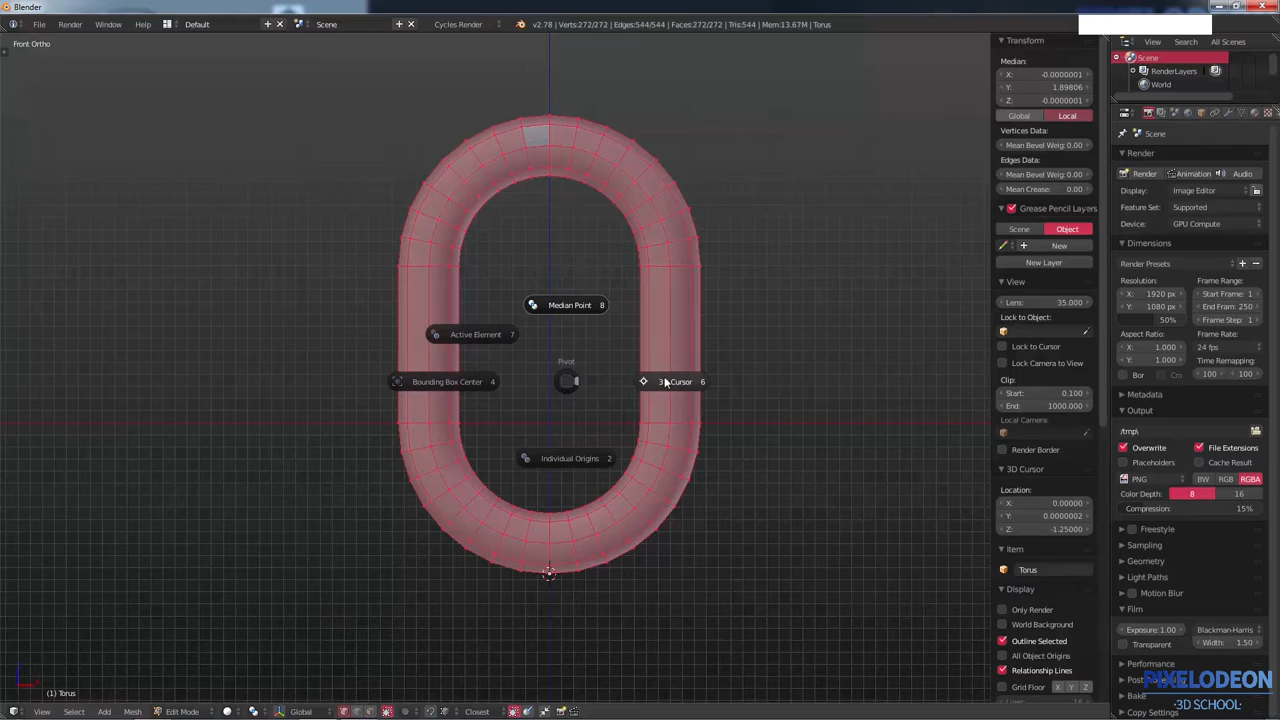 Blender
File Render Window Help Default Scene Cycles Render v2.78 | Verts:272/272 | Edges:544/544 | Faces:272/272 | Tris:544 | Mem:13.67M | Torus
Front Ortho
Median Point 8
Active Element 7
Pivot
Bounding Box Center 4
Cursor 6
Individual Origins 2
(1) Torus
View Select Add Mesh Edit Mode Global Closest
Transform
Median:
X: -0.0000001
Y: 1.89806
Z: -0.0000001
Global Local
Vertices Data:
Mean Bevel Weig: 0.00
Edges Data:
Mean Bevel Weig: 0.00
Mean Crease: 0.00
Grease Pencil Layers
Scene Object
New
New Layer
View
Lens: 35.000
Lock to Object:
Lock to Cursor
Lock Camera to View
Clip:
Start: 0.100
End: 1000.000
Local Camera:
Render Border
3D Cursor
Location:
X: 0.00000
Y: 0.0000002
Z: -1.25000
Item
Torus
Display
Only Render
World Background
Outline Selected
All Object Origins
Relationship Lines
Grid Floor X Y Z
View Search All Scenes
Scene
RenderLayers
World
Scene
Render
Render Animation Audio
Display: Image Editor
Feature Set: Supported
Device: GPU Compute
Dimensions
Render Presets
Resolution: Frame Range:
X: 1920 px Start Frame: 1
Y: 1080 px End Fram: 250
50% Frame Step: 1
Aspect Ratio: Frame Rate:
X: 1.000 24 fps
Y: 1.000 Time Remapping:
Bor Cro 100 100
Metadata
Output
/tmp\
Overwrite File Extensions
Placeholders Cache Result
PNG BW RGB RGBA
Color Depth: 8 16
Compression: 15%
Freestyle
Sampling
Geometry
Light Paths
Motion Blur
Film
Exposure: 1.00 Blackman-Harris
Transparent Width: 1.50
Performance
Bake
Copy Settings
PIXELODEON
·3D SCHOOL·